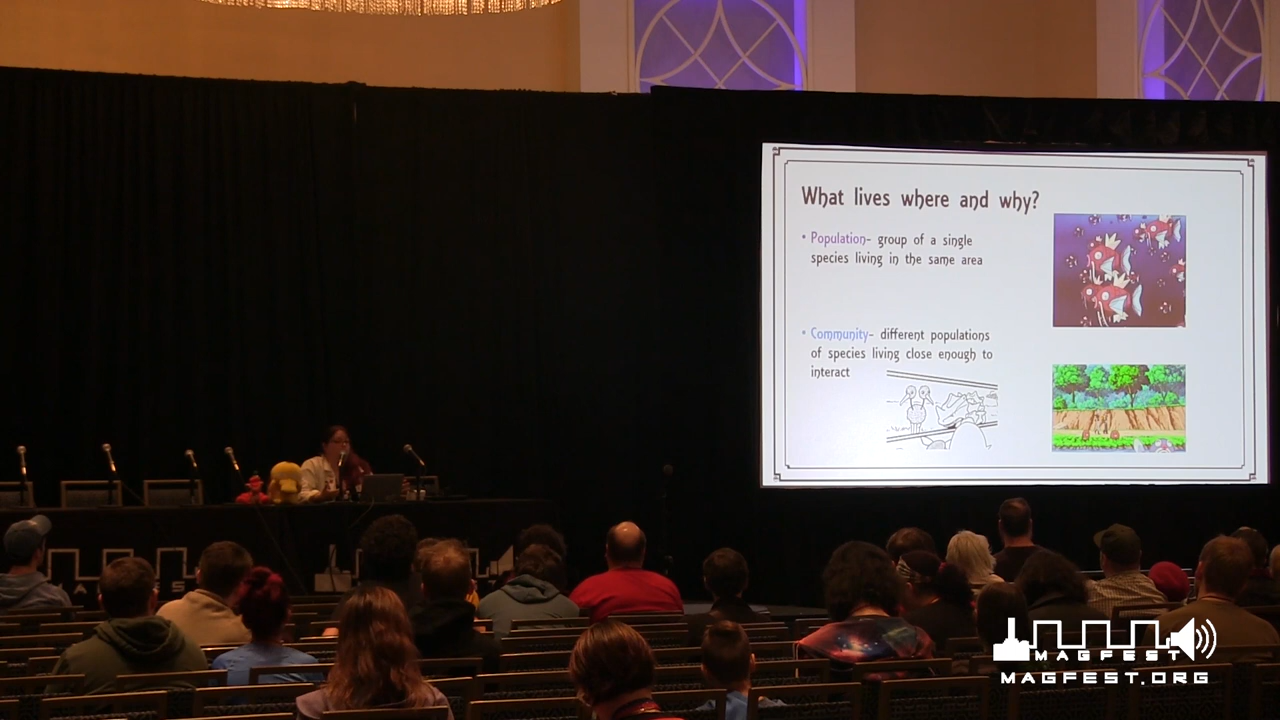 What lives where and why?
• Population- group of a single
species living in the same area
• Community- different populations
of species living close enough to
interact
MAGFEST
MAGFEST
MAGFEST.ORG